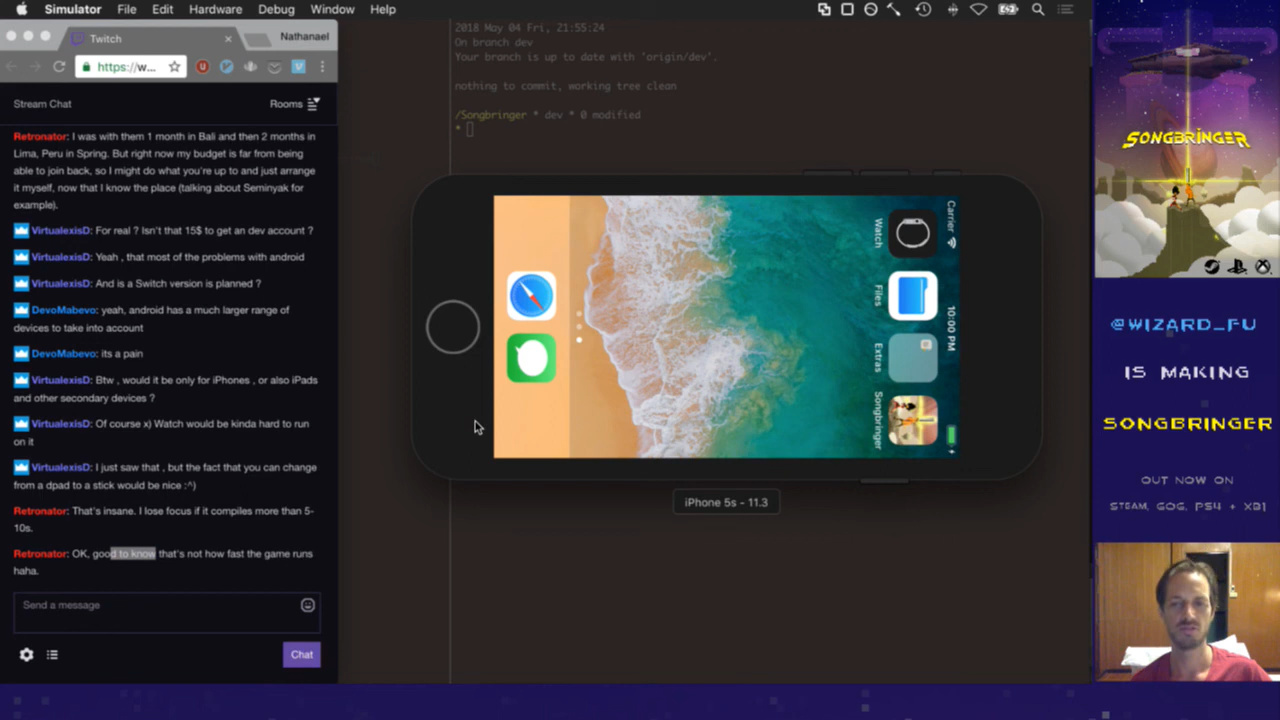 Simulator File Edit Hardware Debug Window Help
Twitch
Nathanael
https://w...
Stream Chat
Rooms
Retronator: I was with them 1 month in Bali and then 2 months in
Lima, Peru in Spring. But right now my budget is far from being
able to join back, so I might do what you're up to and just arrange
it myself, now that I know the place (talking about Seminyak for
example).
VirtualexisD: For real ? Isn't that 15$ to get an dev account ?
VirtualexisD: Yeah , that most of the problems with android
VirtualexisD: And is a Switch version is planned ?
DevoMabevo: yeah, android has a much larger range of
devices to take into account
DevoMabevo: its a pain
VirtualexisD: Btw , would it be only for iPhones , or also iPads
and other secondary devices ?
VirtualexisD: Of course x) Watch would be kinda hard to run
on it
VirtualexisD: I just saw that , but the fact that you can change
from a dpad to a stick would be nice :^)
Retronator: That's insane. I lose focus if it compiles more than 5-
10s.
Retronator: OK, good to know that's not how fast the game runs
haha.
Send a message
Chat
2018 May 04 Fri, 21:55:24
On branch dev
Your branch is up to date with 'origin/dev'.
nothing to commit, working tree clean
/Songbringer * dev * 0 modified
*
Carrier
10:00 PM
Watch
Files
Extras
Songbringer
iPhone 5s - 11.3
SONGBRINGER
@WIZARD_FU
IS MAKING
SONGBRINGER
OUT NOW ON
STEAM, GOG, PS4 + XB1